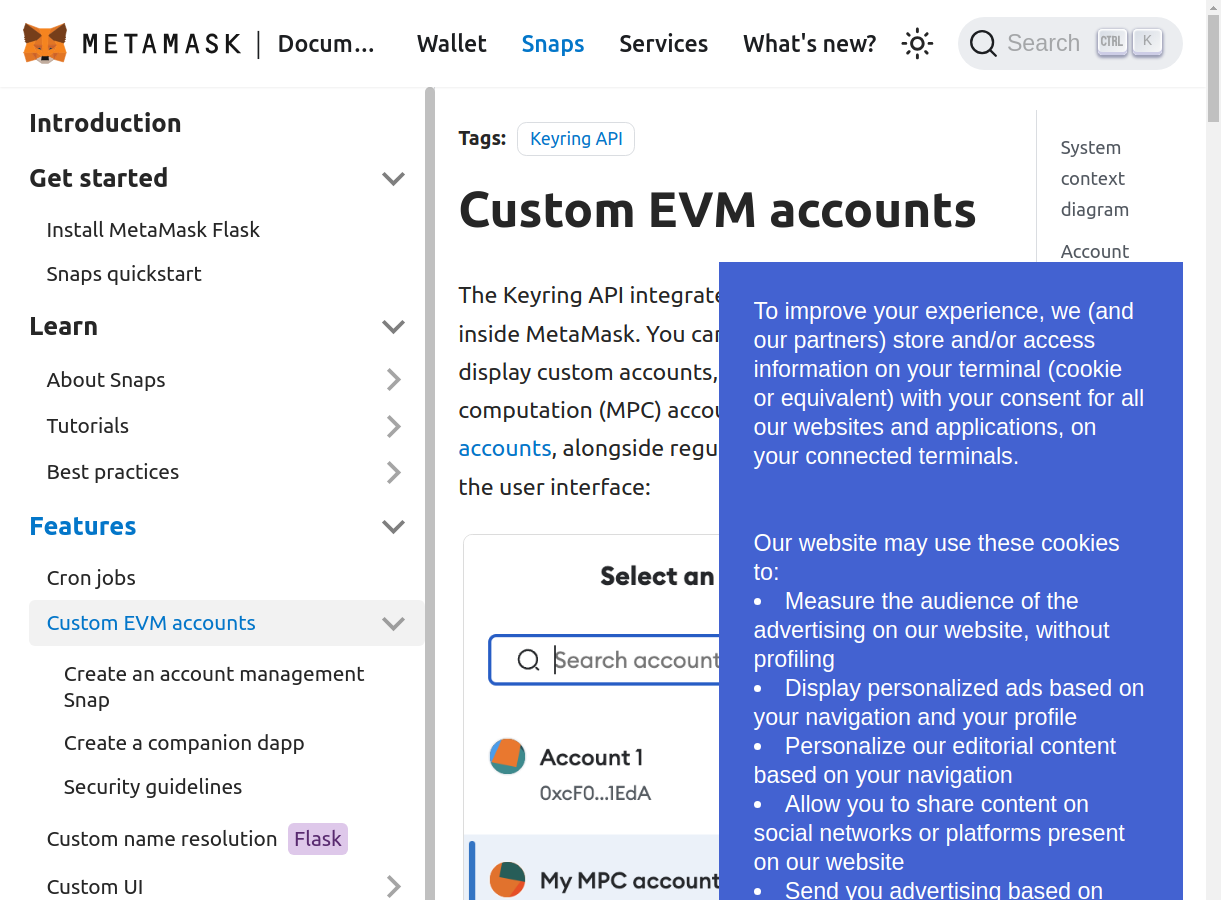 METAMASK | Docum... Wallet Snaps Services What's new? Search CTRL K
Introduction
Get started
Install MetaMask Flask
Snaps quickstart
Learn
About Snaps
Tutorials
Best practices
Features
Cron jobs
Custom EVM accounts
Create an account management
Snap
Create a companion dapp
Security guidelines
Custom name resolution Flask
Custom UI
Tags: Keyring API
Custom EVM accounts
The Keyring API integrate
inside MetaMask. You can
display custom accounts,
computation (MPC) accou
accounts, alongside regu
the user interface:
Select an
Search account
Account 1
0xcF0...1EdA
My MPC account
System
context
diagram
Account
To improve your experience, we (and
our partners) store and/or access
information on your terminal (cookie
or equivalent) with your consent for all
our websites and applications, on
your connected terminals.
Our website may use these cookies
to:
• Measure the audience of the
advertising on our website, without
profiling
• Display personalized ads based on
your navigation and your profile
• Personalize our editorial content
based on your navigation
• Allow you to share content on
social networks or platforms present
on our website
• Send you advertising based on